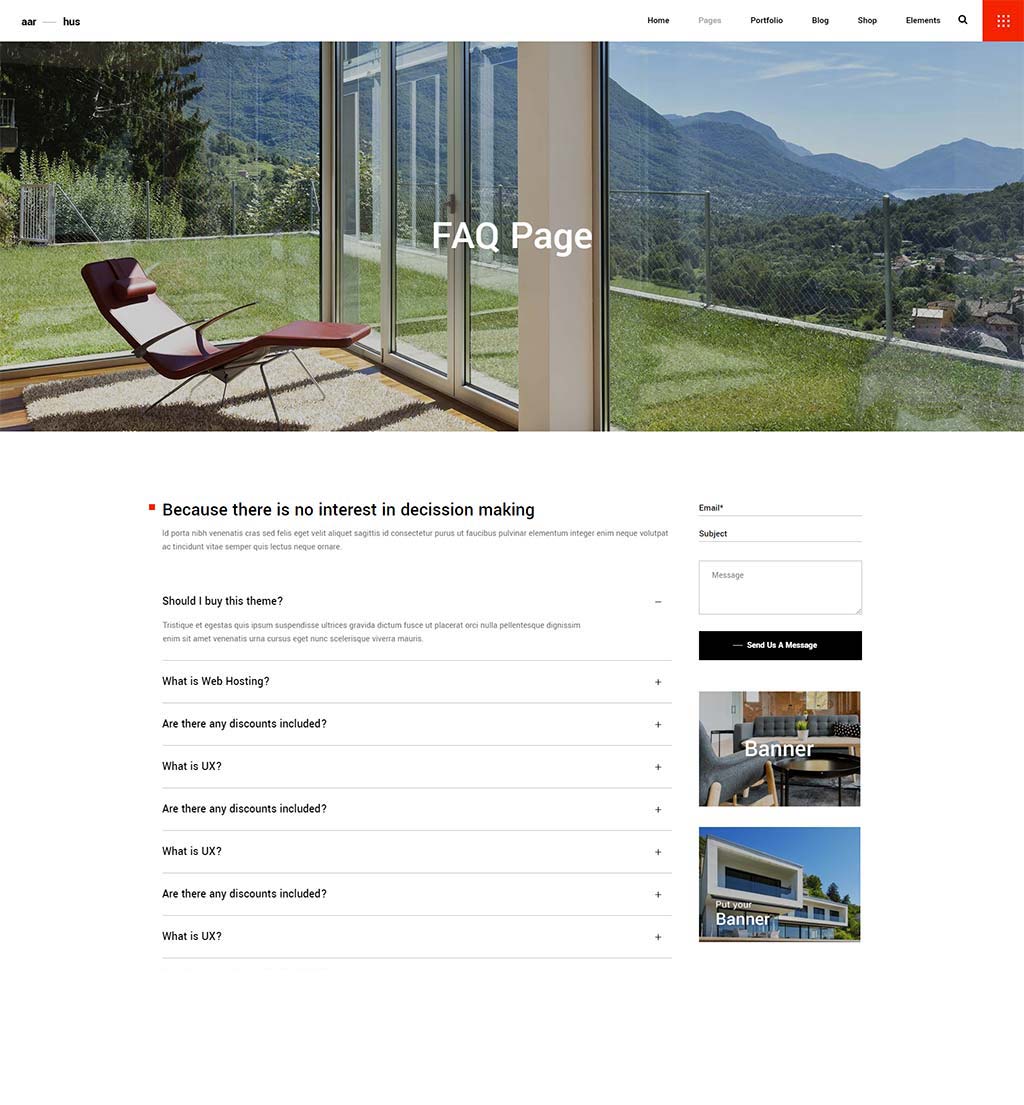 aar — hus
Home Pages Portfolio Blog Shop Elements
FAQ Page
Because there is no interest in decission making
Id porta nibh venenatis cras sed felis eget velit aliquet sagittis id consectetur purus ut faucibus pulvinar elementum integer enim neque volutpat
ac tincidunt vitae semper quis lectus neque ornare.
Should I buy this theme?
Tristique et egestas quis ipsum suspendisse ultrices gravida dictum fusce ut placerat orci nulla pellentesque dignissim
enim sit amet venenatis urna cursus eget nunc scelerisque viverra mauris.
What is Web Hosting?
Are there any discounts included?
What is UX?
Are there any discounts included?
What is UX?
Are there any discounts included?
What is UX?
Email*
Subject
Message
Send Us A Message
Banner
Put your
Banner